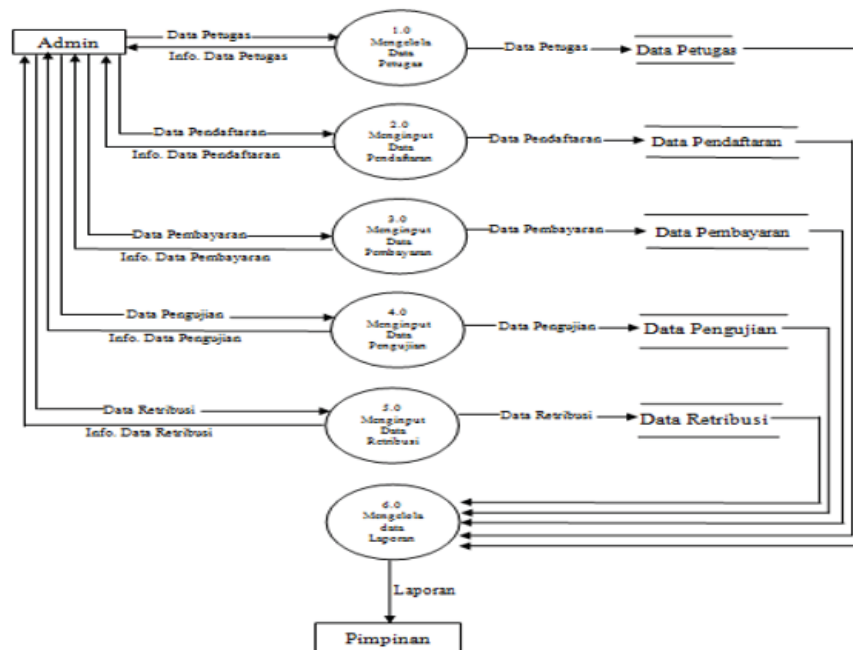 Admin
Data Petugas
Info. Data Petugas
1.0
Mengelola
Data
Petugas
Data Petugas
Data Petugas
Data Pendaftaran
Info. Data Pendaftaran
2.0
Menginput
Data
Pendaftaran
Data Pendaftaran
Data Pendaftaran
Data Pembayaran
Info. Data Pembayaran
3.0
Menginput
Data
Pembayaran
Data Pembayaran
Data Pembayaran
Data Pengujian
Info. Data Pengujian
4.0
Menginput
Data
Pengujian
Data Pengujian
Data Pengujian
Data Retribusi
Info. Data Retribusi
5.0
Menginput
Data
Retribusi
Data Retribusi
Data Retribusi
6.0
Mengelola
data
Laporan
Laporan
Pimpinan